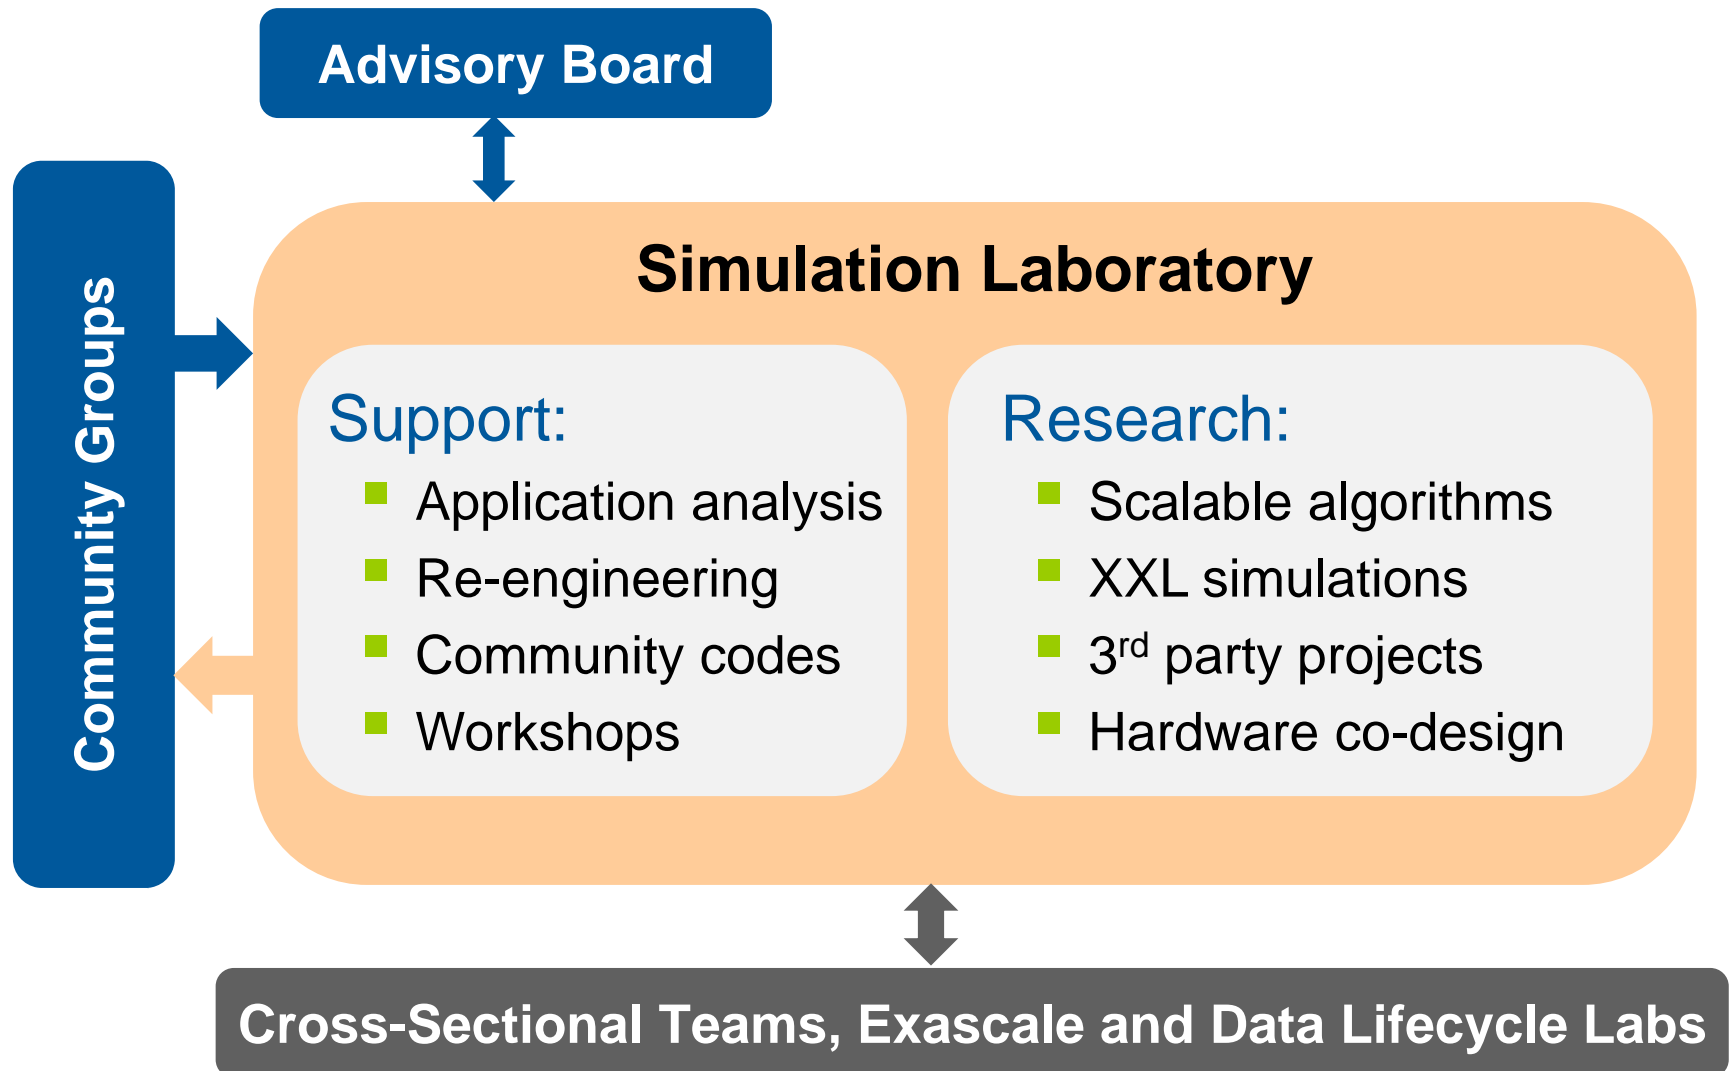 Advisory Board
Community Groups
Simulation Laboratory
Support:
Application analysis
Re-engineering
Community codes
Workshops
Research:
Scalable algorithms
XXL simulations
3rd party projects
Hardware co-design
Cross-Sectional Teams, Exascale and Data Lifecycle Labs